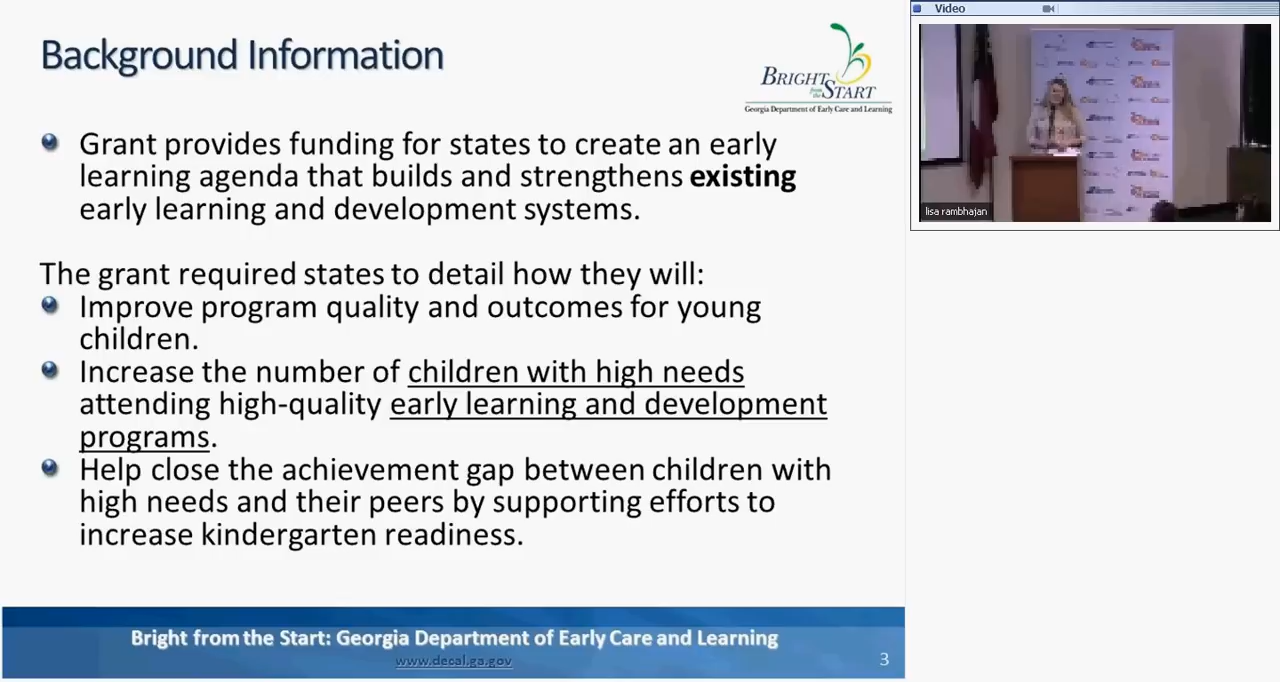 Background Information
BRIGHT
from the
START
Georgia Department of Early Care and Learning
Grant provides funding for states to create an early
learning agenda that builds and strengthens existing
early learning and development systems.
The grant required states to detail how they will:
Improve program quality and outcomes for young
children.
Increase the number of children with high needs
attending high-quality early learning and development
programs.
Help close the achievement gap between children with
high needs and their peers by supporting efforts to
increase kindergarten readiness.
Bright from the Start: Georgia Department of Early Care and Learning
www.decal.ga.gov
3
Video
lisa rambhajan